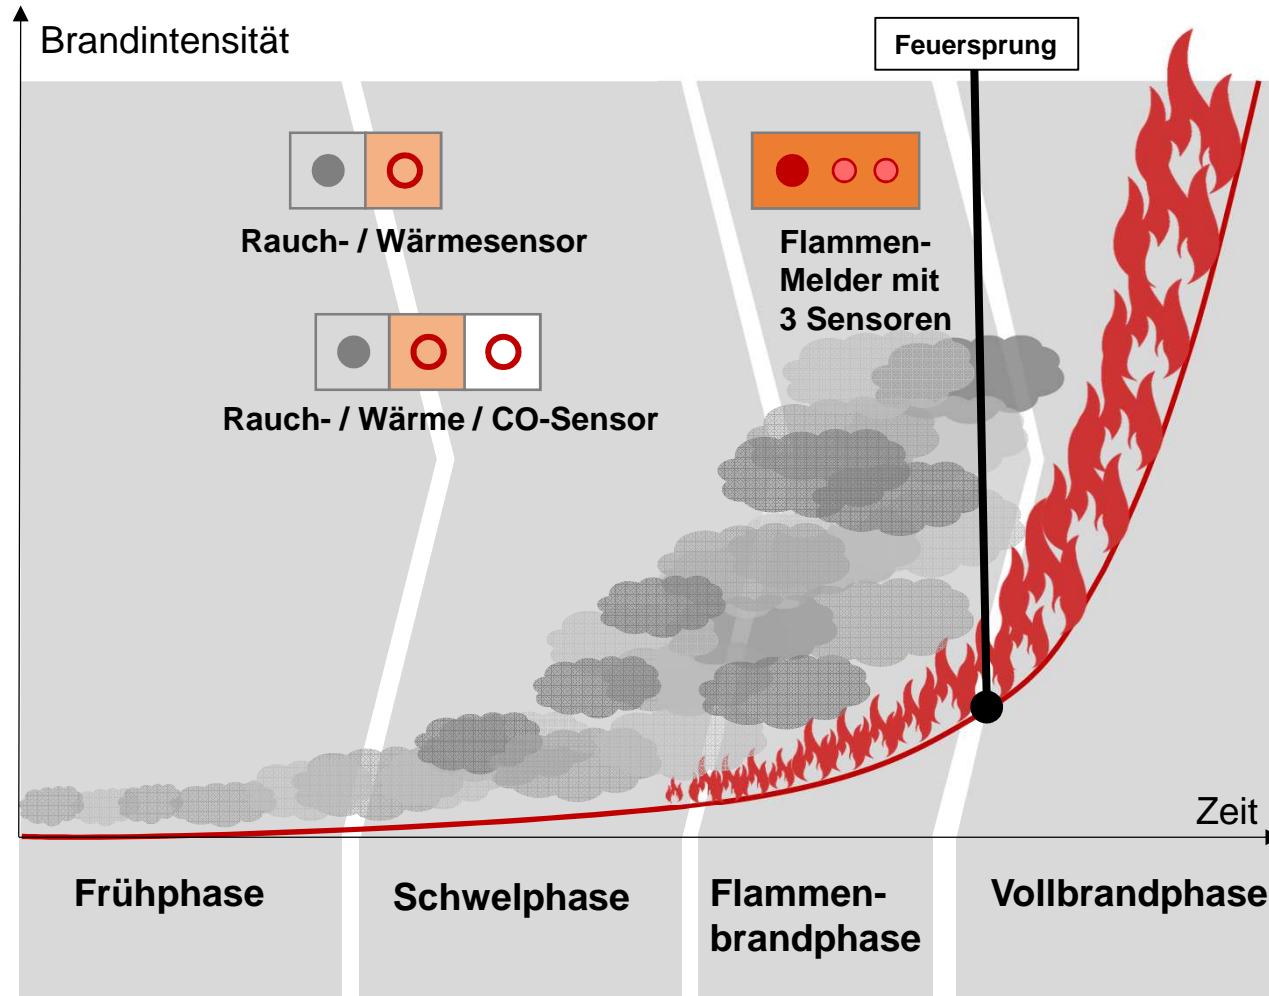 Brandintensität
Feuersprung
Rauch- / Wärmesensor
Flammen-
Melder mit
3 Sensoren
Rauch- / Wärme / CO-Sensor
Zeit
Frühphase
Schwelphase
Flammen-
brandphase
Vollbrandphase